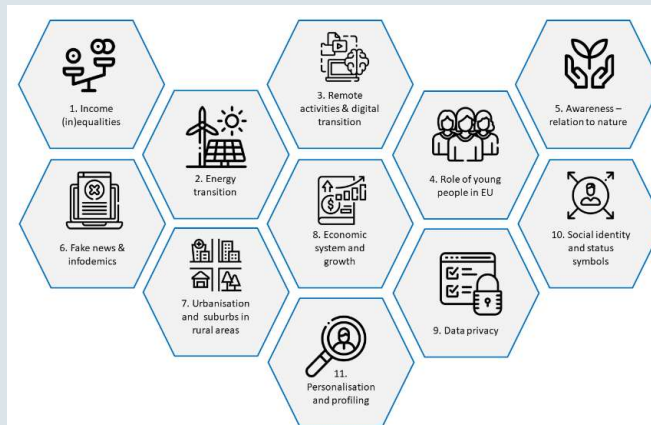 1. Income
(in)equalities
2. Energy
transition
3. Remote
activities & digital
transition
4. Role of young
people in EU
5. Awareness –
relation to nature
6. Fake news &
infodemics
7. Urbanisation
and suburbs in
rural areas
8. Economic
system and
growth
9. Data privacy
10. Social identity
and status
symbols
11.
Personalisation
and profiling